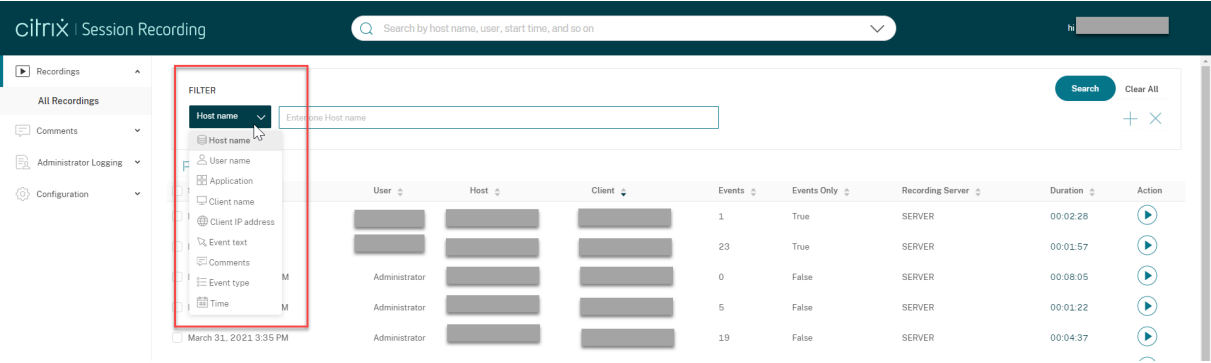 citrix | Session Recording
Search by host name, user, start time, and so on
hi
Recordings
All Recordings
Comments
Administrator Logging
Configuration
FILTER
Search
Clear All
Host name
Enter one Host name
Host name
User name
Application
Client name
Client IP address
Event text
Comments
Event type
Time
User Host Client Events Events Only Recording Server Duration Action
1 True SERVER 00:02:28
23 True SERVER 00:01:57
M Administrator 0 False SERVER 00:08:05
M Administrator 5 False SERVER 00:01:22
March 31, 2021 3:35 PM Administrator 19 False SERVER 00:04:37